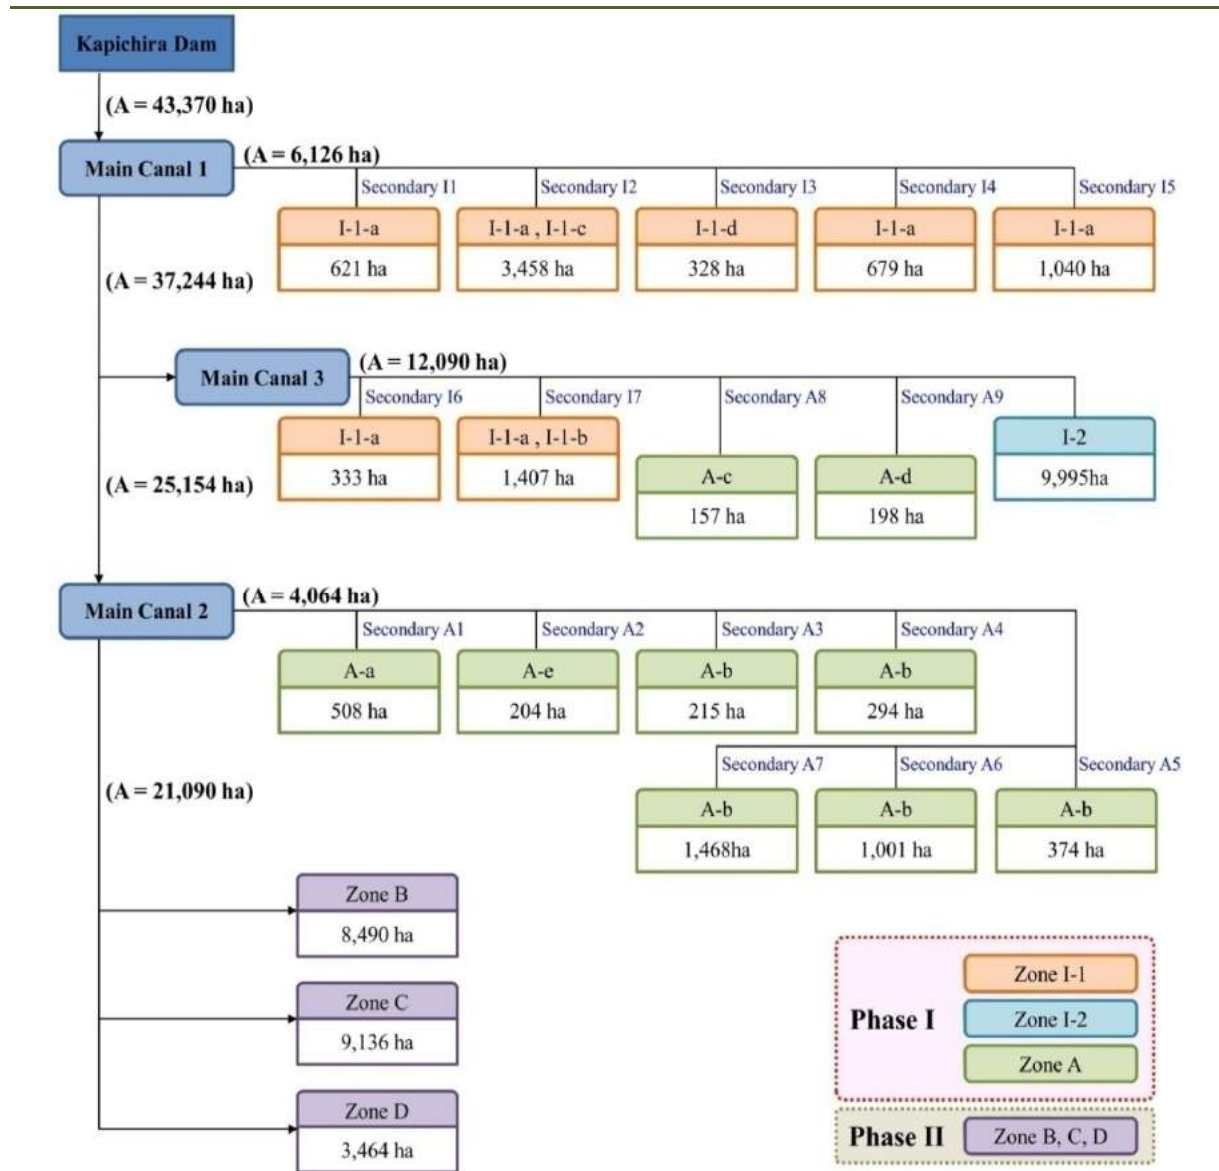 Kapichira Dam
(A = 43,370 ha)
Main Canal 1
(A = 6,126 ha)
Secondary I1
Secondary I2
Secondary I3
Secondary I4
Secondary I5
I-1-a
I-1-a , I-1-c
I-1-d
I-1-a
I-1-a
621 ha
3,458 ha
328 ha
679 ha
1,040 ha
(A = 37,244 ha)
Main Canal 3
(A = 12,090 ha)
Secondary I6
Secondary I7
Secondary A8
Secondary A9
I-1-a
I-1-a , I-1-b
I-2
333 ha
1,407 ha
9,995ha
A-c
A-d
157 ha
198 ha
(A = 25,154 ha)
Main Canal 2
(A = 4,064 ha)
Secondary A1
Secondary A2
Secondary A3
Secondary A4
A-a
A-e
A-b
A-b
508 ha
204 ha
215 ha
294 ha
Secondary A7
Secondary A6
Secondary A5
A-b
A-b
A-b
1,468ha
1,001 ha
374 ha
(A = 21,090 ha)
Zone B
8,490 ha
Zone C
9,136 ha
Zone D
3,464 ha
Phase I
Zone I-1
Zone I-2
Zone A
Phase II
Zone B, C, D